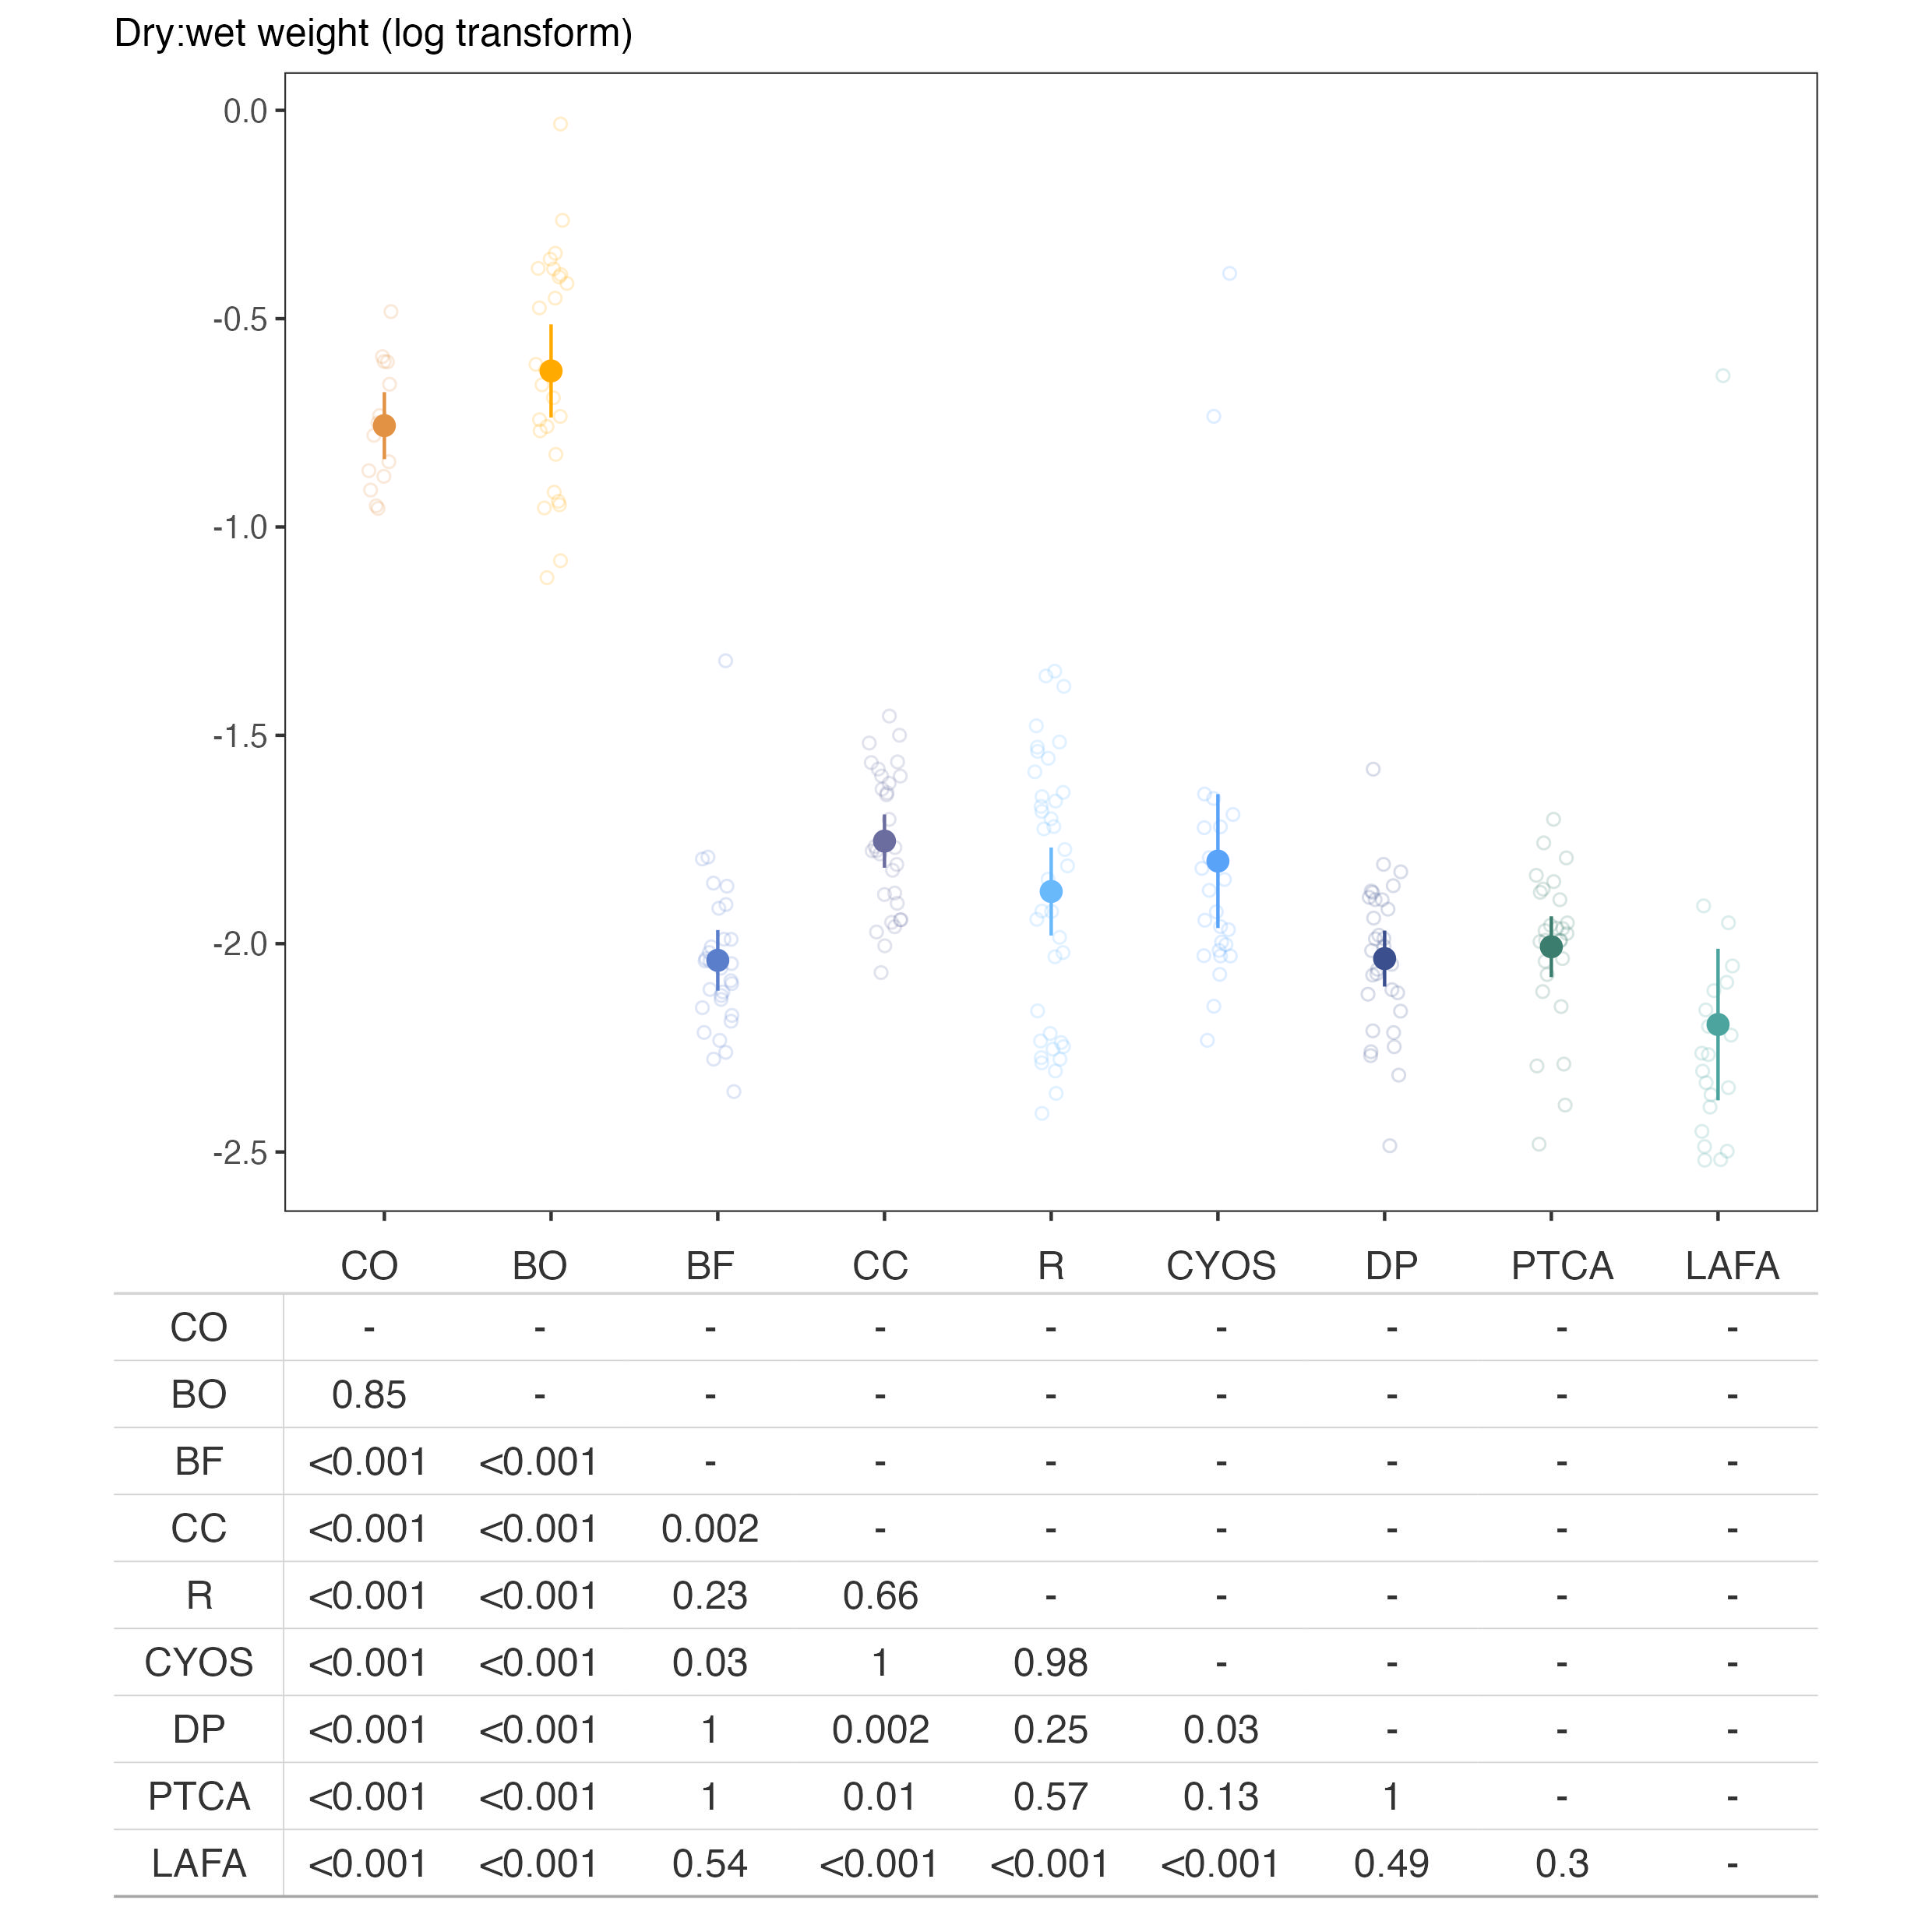 Dry:wet weight (log transform)
0.0
-0.5
-1.0
-1.5
-2.0
-2.5
CO BO BF CC R CYOS DP PTCA LAFA
CO - - - - - - - - -
BO 0.85 - - - - - - - -
BF <0.001 <0.001 - - - - - - -
CC <0.001 <0.001 0.002 - - - - - -
R <0.001 <0.001 0.23 0.66 - - - - -
CYOS <0.001 <0.001 0.03 1 0.98 - - - -
DP <0.001 <0.001 1 0.002 0.25 0.03 - - -
PTCA <0.001 <0.001 1 0.01 0.57 0.13 1 - -
LAFA <0.001 <0.001 0.54 <0.001 <0.001 <0.001 0.49 0.3 -